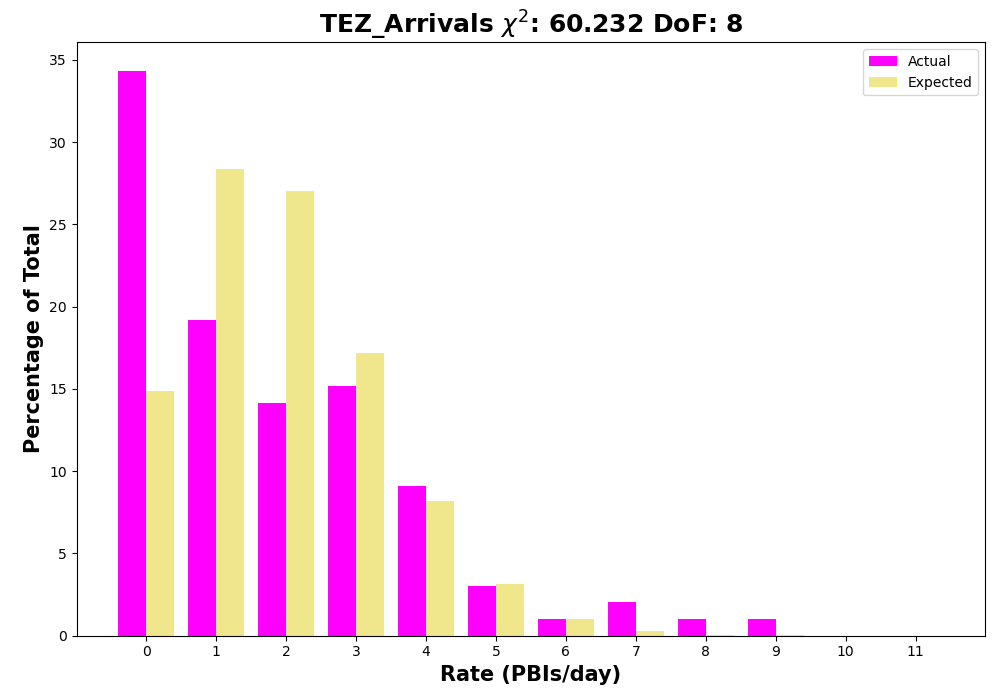 TEZ_Arrivals χ²: 60.232 DoF: 8
Actual
Expected
35
30
25
20
15
10
5
0
Percentage of Total
0 1 2 3 4 5 6 7 8 9 10 11
Rate (PBIs/day)